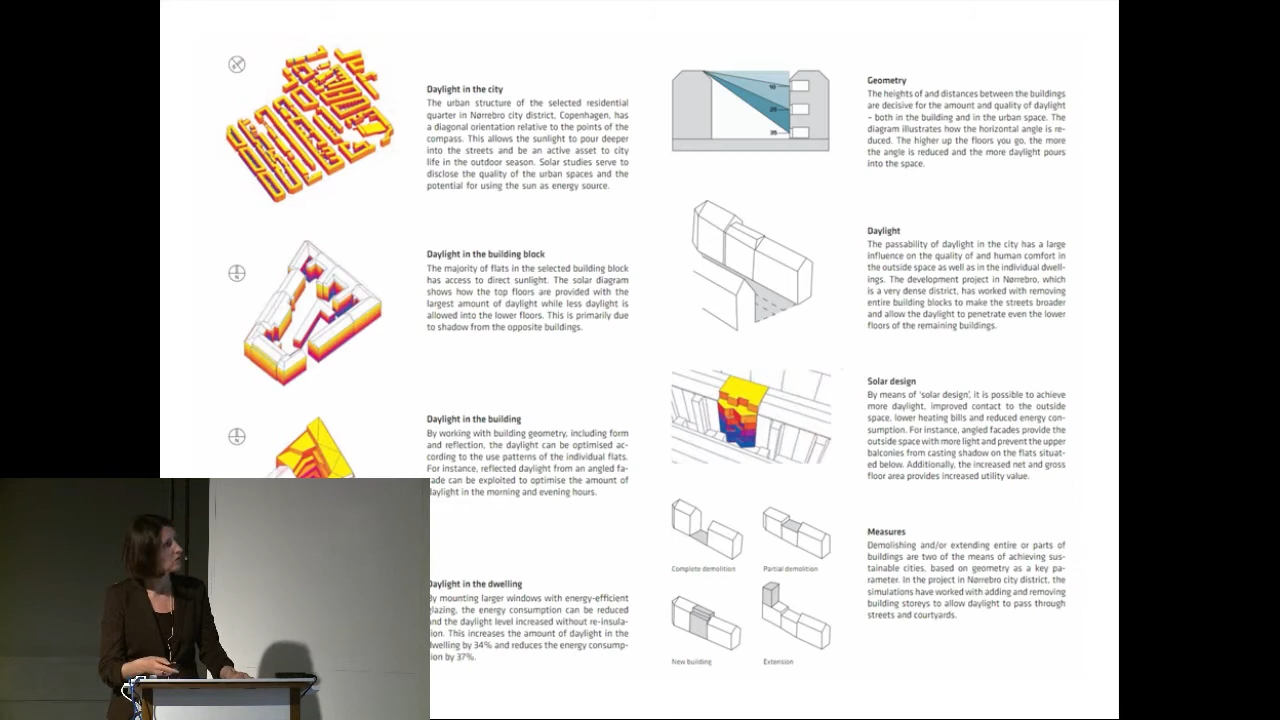 Daylight in the city
The urban structure of the selected residential
quarter in Nørrebro city district, Copenhagen, has
a diagonal orientation relative to the points of the
compass. This allows the sunlight to pour deeper
into the streets and be an active asset to city
life in the outdoor season. Solar studies serve to
disclose the quality of the urban spaces and the
potential for using the sun as energy source.
Daylight in the building block
The majority of flats in the selected building block
has access to direct sunlight. The solar diagram
shows how the top floors are provided with the
largest amount of daylight while less daylight is
allowed into the lower floors. This is primarily due
to shadow from the opposite buildings.
Daylight in the building
By working with building geometry, including form
and reflection, the daylight can be optimised ac-
cording to the use patterns of the individual flats.
For instance, reflected daylight from an angled fa-
ade can be exploited to optimise the amount of
daylight in the morning and evening hours.
Daylight in the dwelling
By mounting larger windows with energy-efficient
glazing, the energy consumption can be reduced
and the daylight level increased without re-insula-
tion. This increases the amount of daylight in the
dwelling by 34% and reduces the energy consump-
tion by 37%.
10
25
35
Geometry
The heights of and distances between the buildings
are decisive for the amount and quality of daylight
– both in the building and in the urban space. The
diagram illustrates how the horizontal angle is re-
duced. The higher up the floors you go, the more
the angle is reduced and the more daylight pours
into the space.
Daylight
The passability of daylight in the city has a large
influence on the quality of and human comfort in
the outside space as well as in the individual dwell-
ings. The development project in Nørrebro, which
is a very dense district, has worked with removing
entire building blocks to make the streets broader
and allow the daylight to penetrate even the lower
floors of the remaining buildings.
Solar design
By means of 'solar design', it is possible to achieve
more daylight, improved contact to the outside
space, lower heating bills and reduced energy con-
sumption. For instance, angled facades provide the
outside space with more light and prevent the upper
balconies from casting shadow on the flats situat-
ed below. Additionally, the increased net and gross
floor area provides increased utility value.
Complete demolition
Partial demolition
New building
Extension
Measures
Demolishing and/or extending entire or parts of
buildings are two of the means of achieving sus-
tainable cities, based on geometry as a key pa-
rameter. In the project in Nørrebro city district, the
simulations have worked with adding and removing
building storeys to allow daylight to pass through
streets and courtyards.